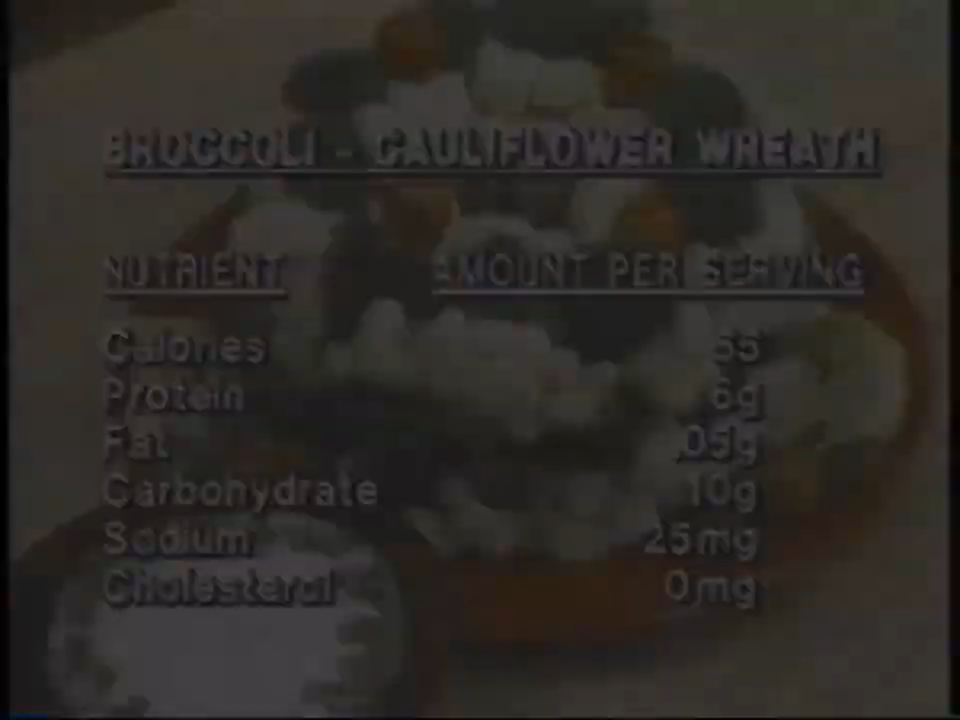 BROCCOLI - CAULIFLOWER WREATH
NUTRIENT AMOUNT PER SERVING
Calories 55
Protein 6g
Fat .05g
Carbohydrate 10g
Sodium 25mg
Cholesterol 0mg